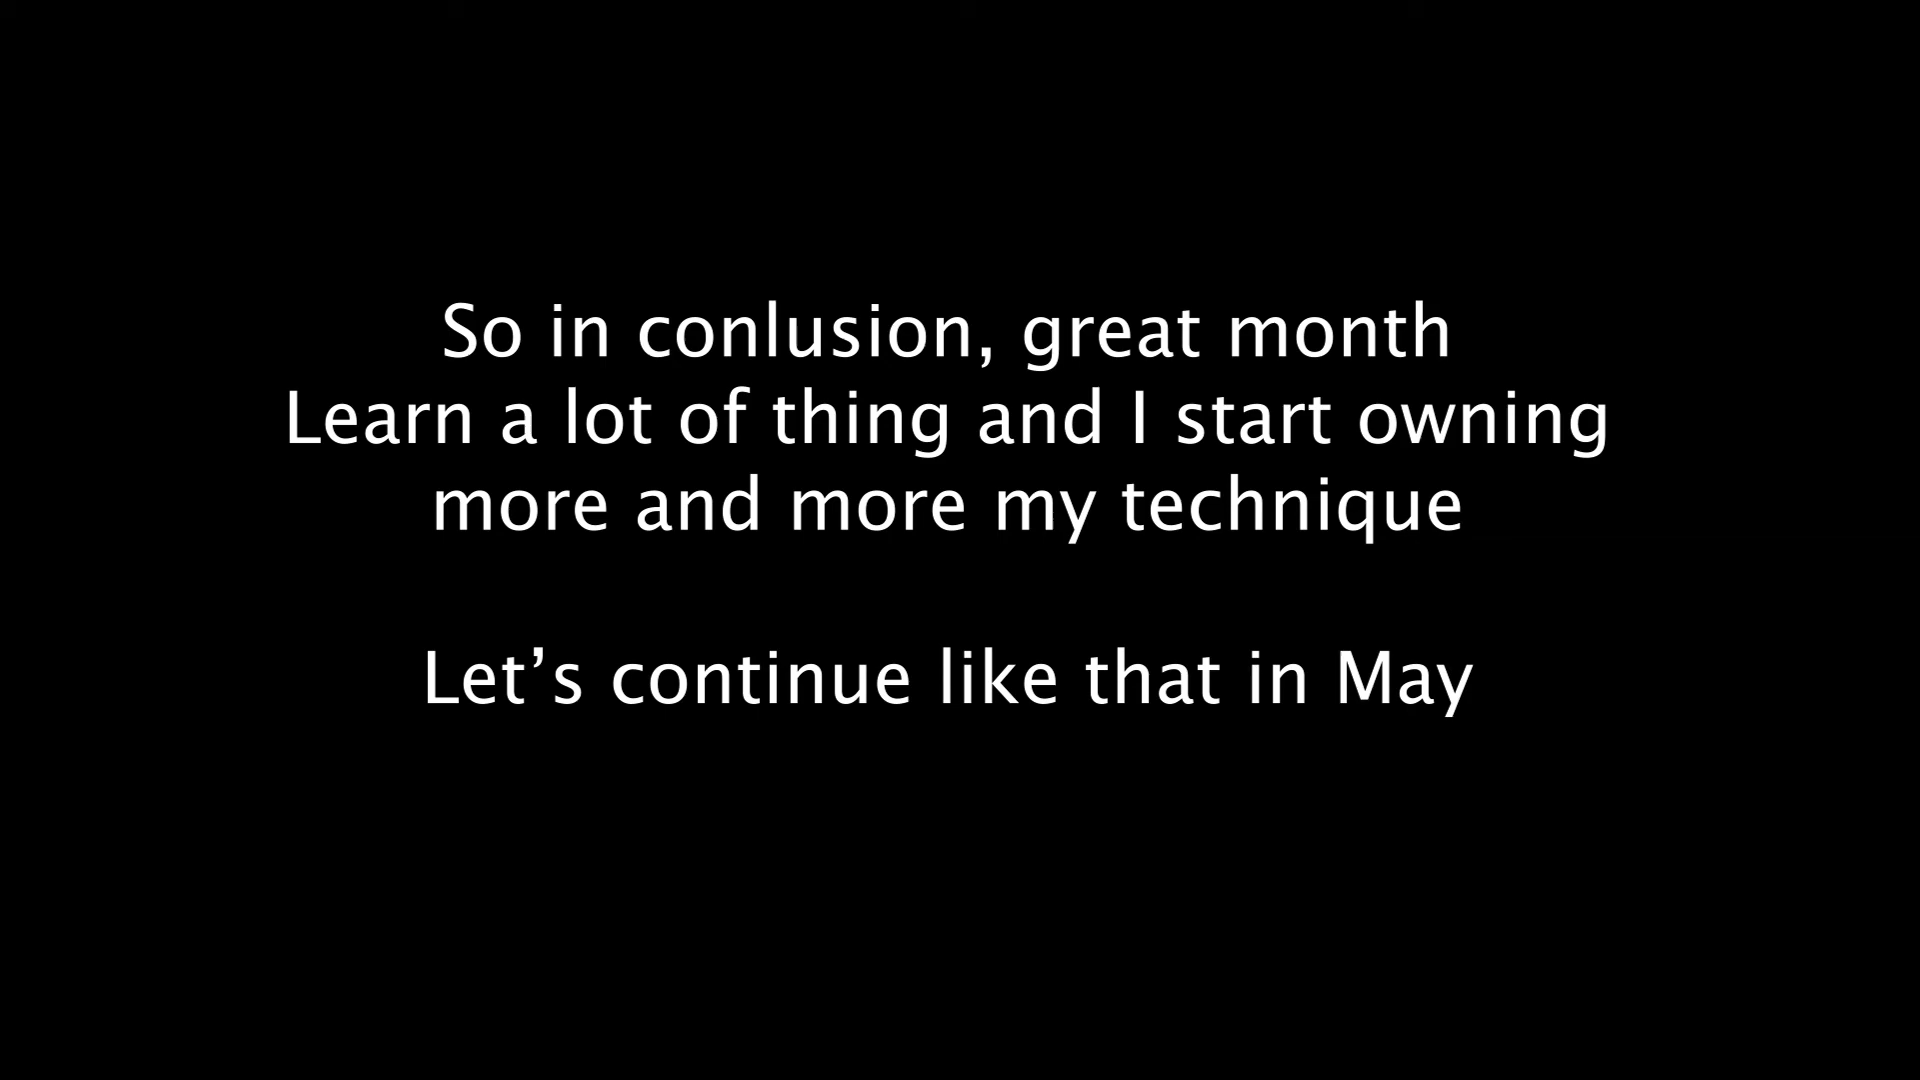 So in conlusion, great month
Learn a lot of thing and I start owning
more and more my technique
Let’s continue like that in May